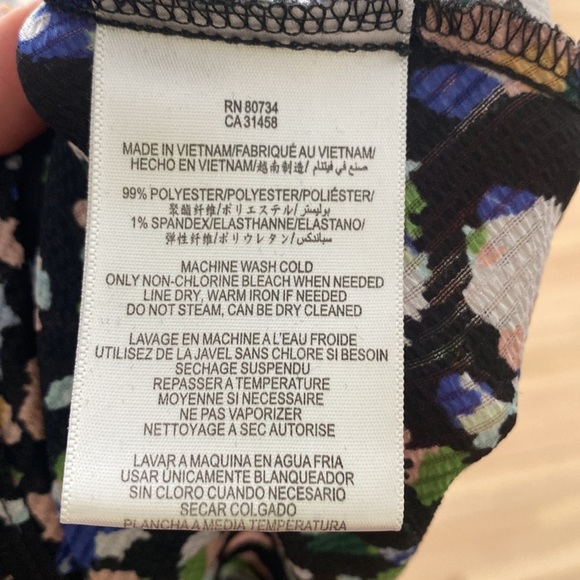 RN 80734
CA 31458
MADE IN VIETNAM/FABRIQUÉ AU VIETNAM/
HECHO EN VIETNAM/越南制造/صنع في فيتنام
99% POLYESTER/POLYESTER/POLIÉSTER/
聚酯纤维/ポリエステル/بوليستر
1% SPANDEX/ELASTHANNE/ELASTANO/
弹性纤维/ポリウレタン/سباندكس
MACHINE WASH COLD
ONLY NON-CHLORINE BLEACH WHEN NEEDED
LINE DRY, WARM IRON IF NEEDED
DO NOT STEAM, CAN BE DRY CLEANED
LAVAGE EN MACHINE A L'EAU FROIDE
UTILISEZ DE LA JAVEL SANS CHLORE SI BESOIN
SECHAGE SUSPENDU
REPASSER A TEMPERATURE
MOYENNE SI NECESSAIRE
NE PAS VAPORIZER
NETTOYAGE A SEC AUTORISE
LAVAR A MAQUINA EN AGUA FRIA
USAR ÚNICAMENTE BLANQUEADOR
SIN CLORO CUANDO NECESARIO
SECAR COLGADO
PLANCHA A MEDIA TEMPERATURA